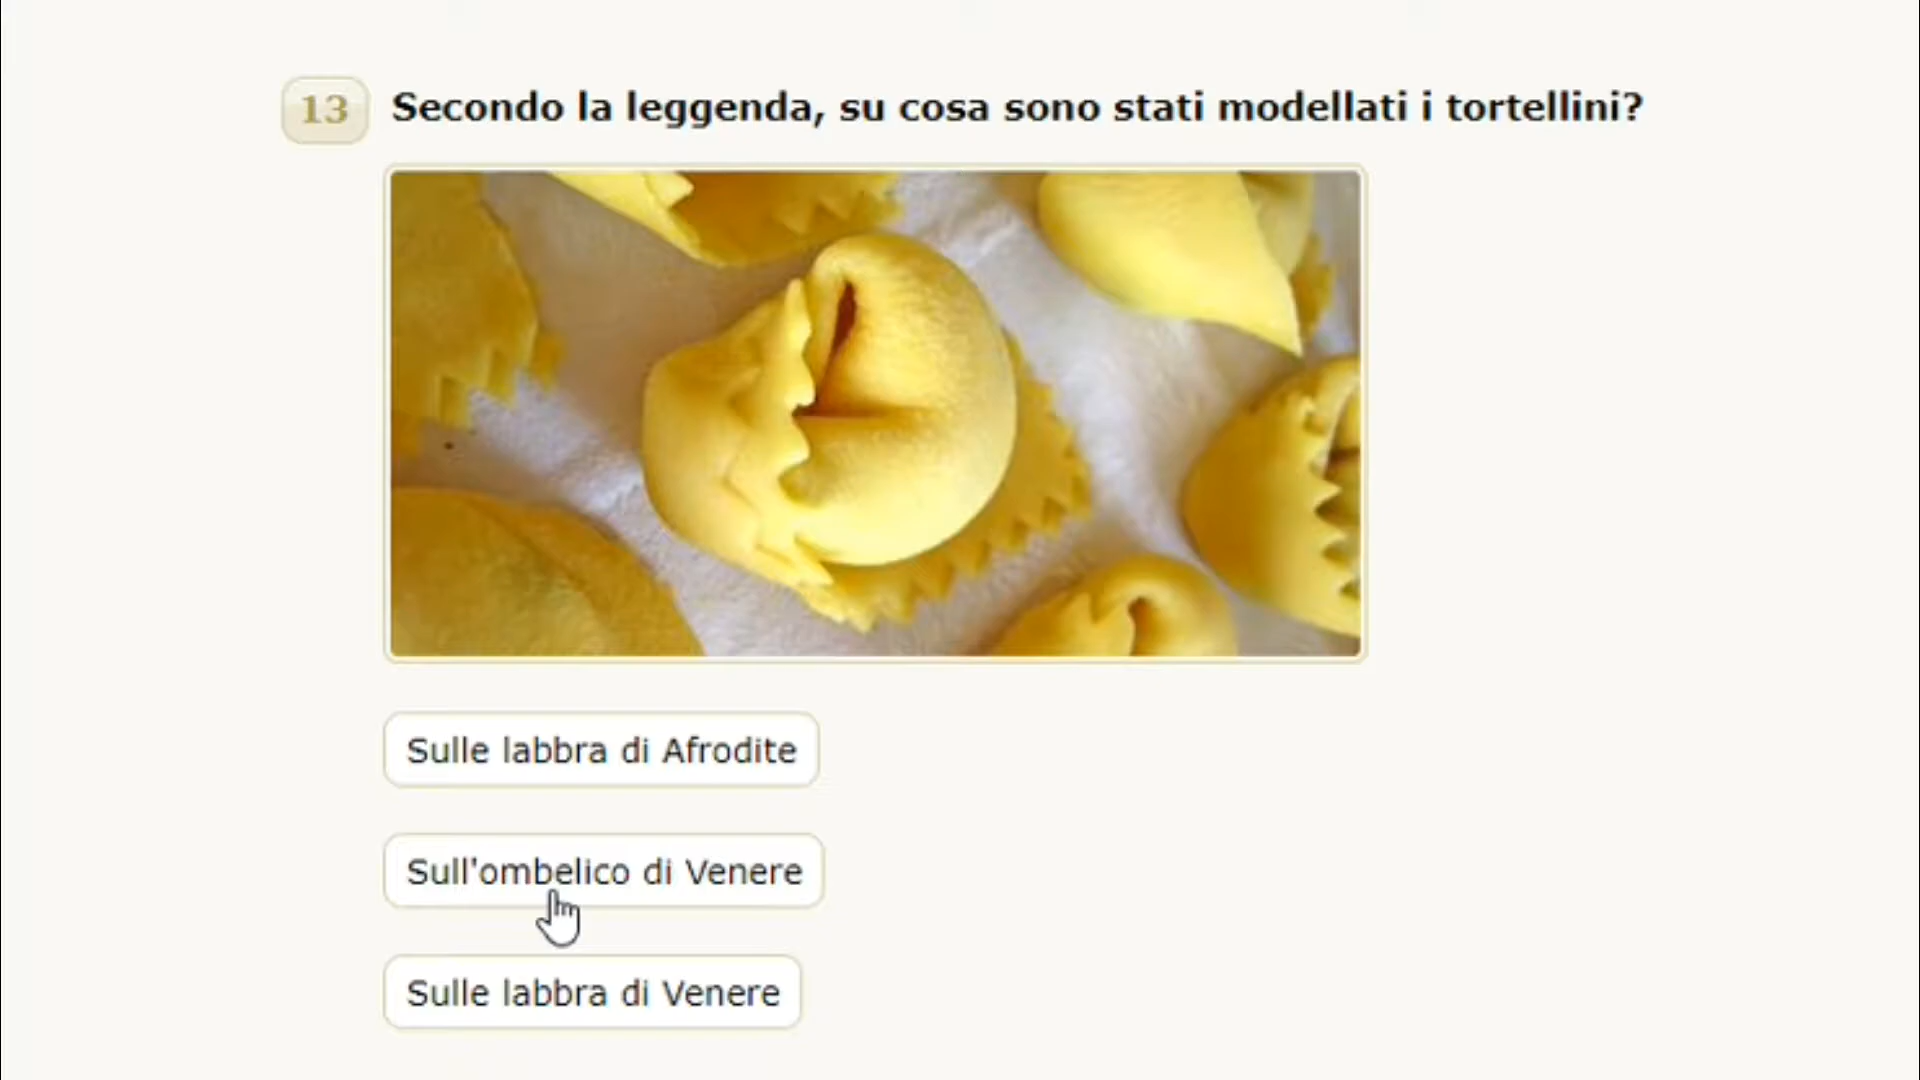 13 Secondo la leggenda, su cosa sono stati modellati i tortellini?
Sulle labbra di Afrodite
Sull'ombelico di Venere
Sulle labbra di Venere